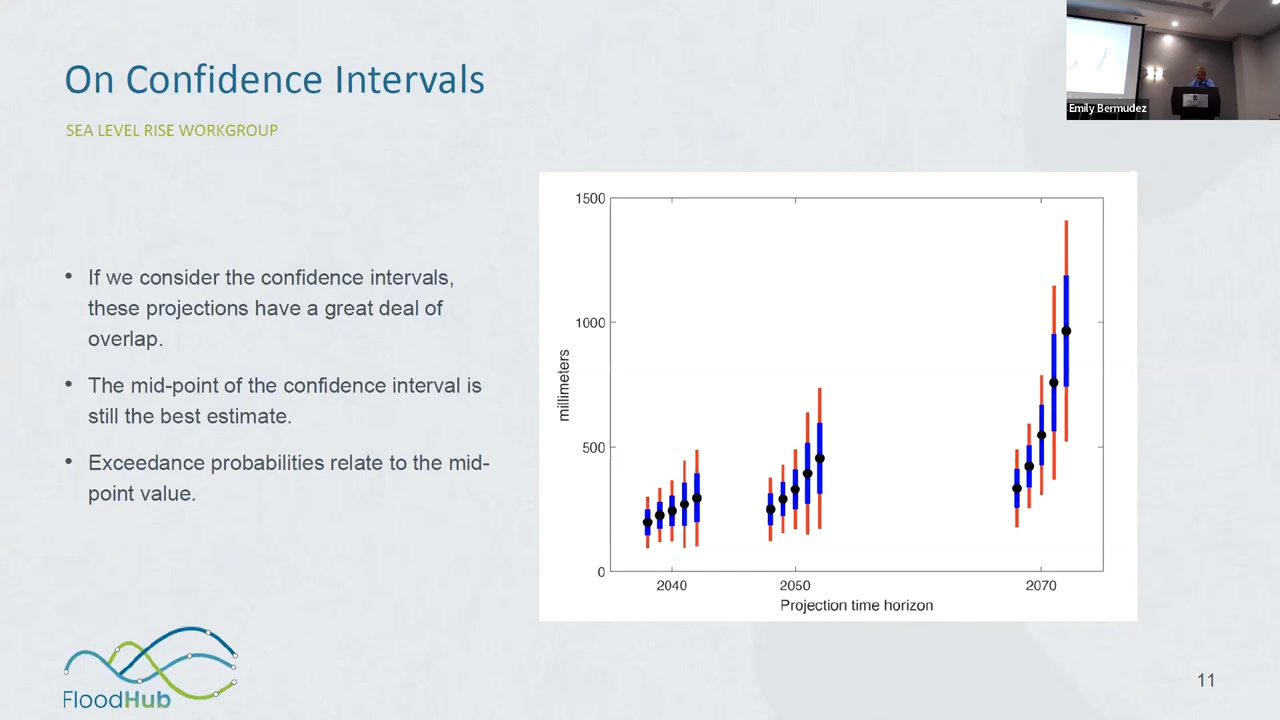 On Confidence Intervals
SEA LEVEL RISE WORKGROUP
Emily Bermudez
• If we consider the confidence intervals,
these projections have a great deal of
overlap.
• The mid-point of the confidence interval is
still the best estimate.
• Exceedance probabilities relate to the mid-
point value.
1500
1000
500
0
millimeters
2040
2050
2070
Projection time horizon
FloodHub
11